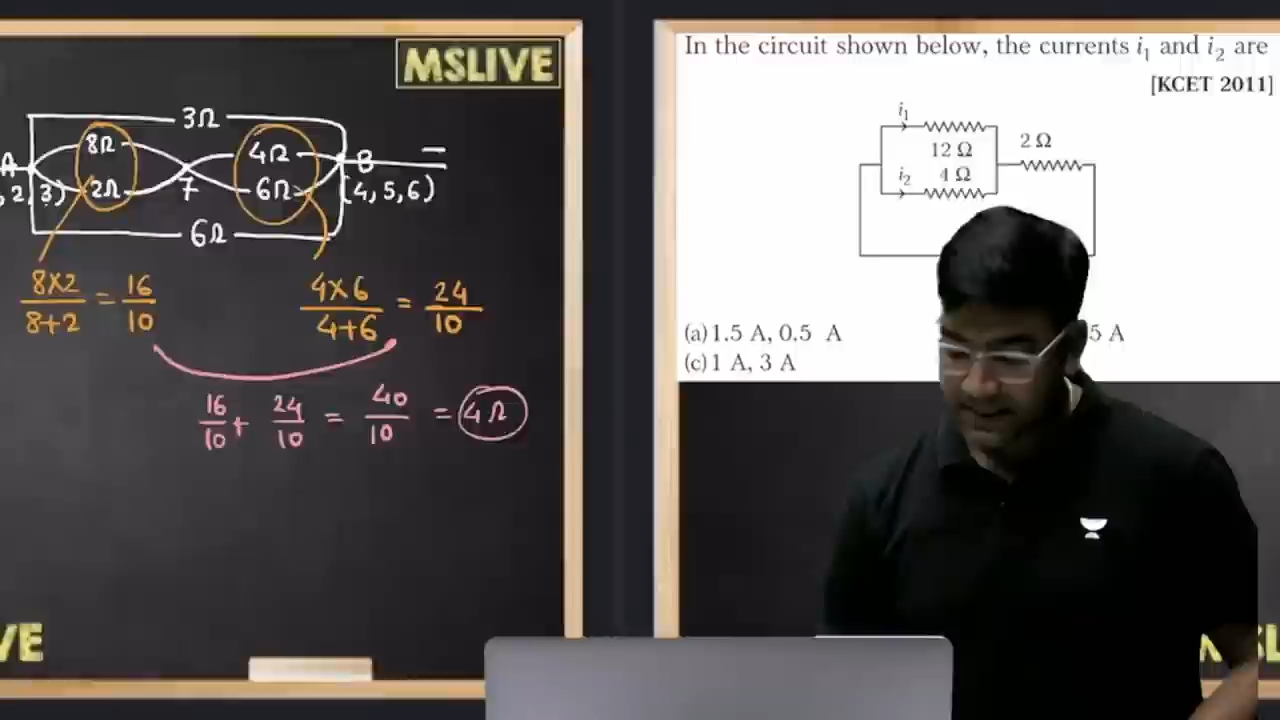 MSLIVE
3Ω
8Ω
4Ω
A
B
2Ω
7
6Ω
, 2, 3)
(4, 5, 6)
6Ω
8×2/8+2 = 16/10
4×6/4+6 = 24/10
16/10 + 24/10 = 40/10 = 4Ω
VE
In the circuit shown below, the currents i₁ and i₂ are
[KCET 2011]
i₁
12 Ω
2 Ω
i₂
4 Ω
(a) 1.5 A, 0.5 A
5 A
(c) 1 A, 3 A